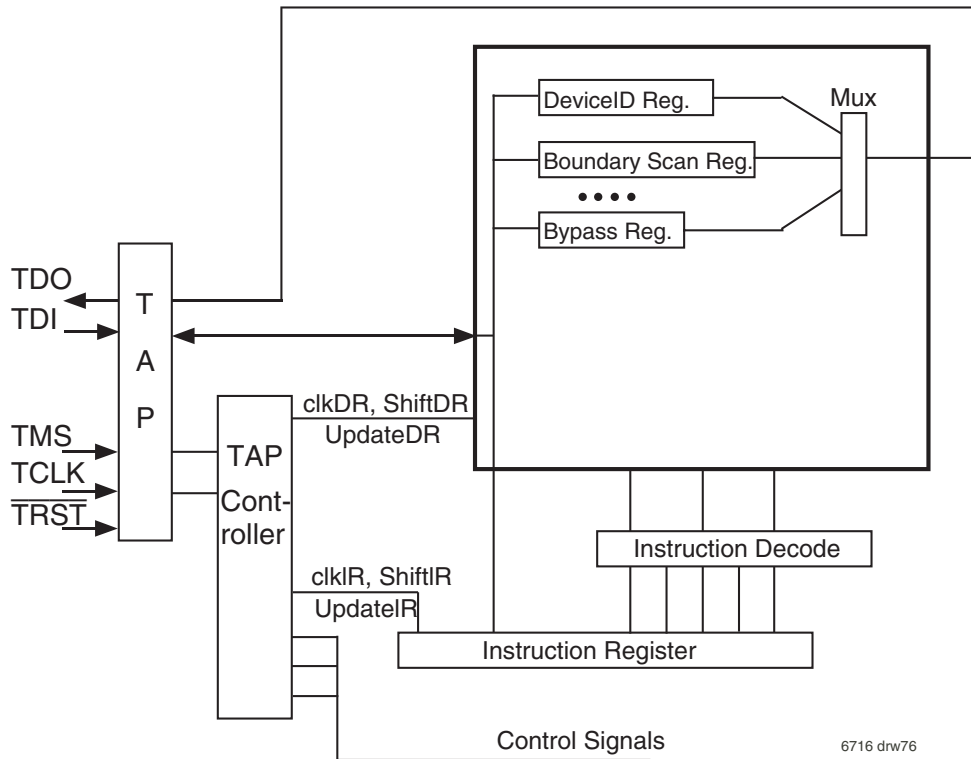 DeviceID Reg.
Mux
Boundary Scan Reg.
Bypass Reg.
TDO
TDI
T
A
P
TMS
TCLK
TRST
clkDR, ShiftDR
UpdateDR
TAP
Cont-
roller
Instruction Decode
clkIR, ShiftIR
UpdateIR
Instruction Register
Control Signals
6716 drw76